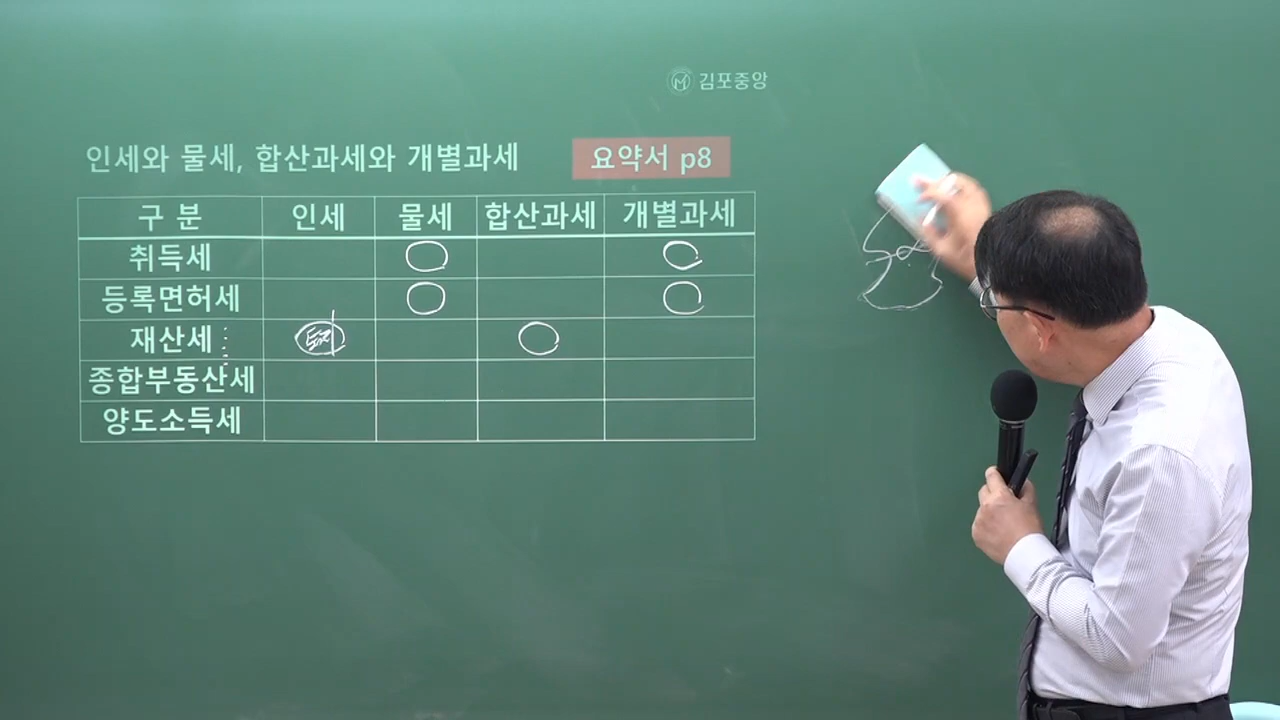 김포중앙
인세와 물세, 합산과세와 개별과세 요약서 p8
구 분 인세 물세 합산과세 개별과세
취득세 ○ ○
등록면허세 ○ ○
재산세 ○
종합부동산세
양도소득세